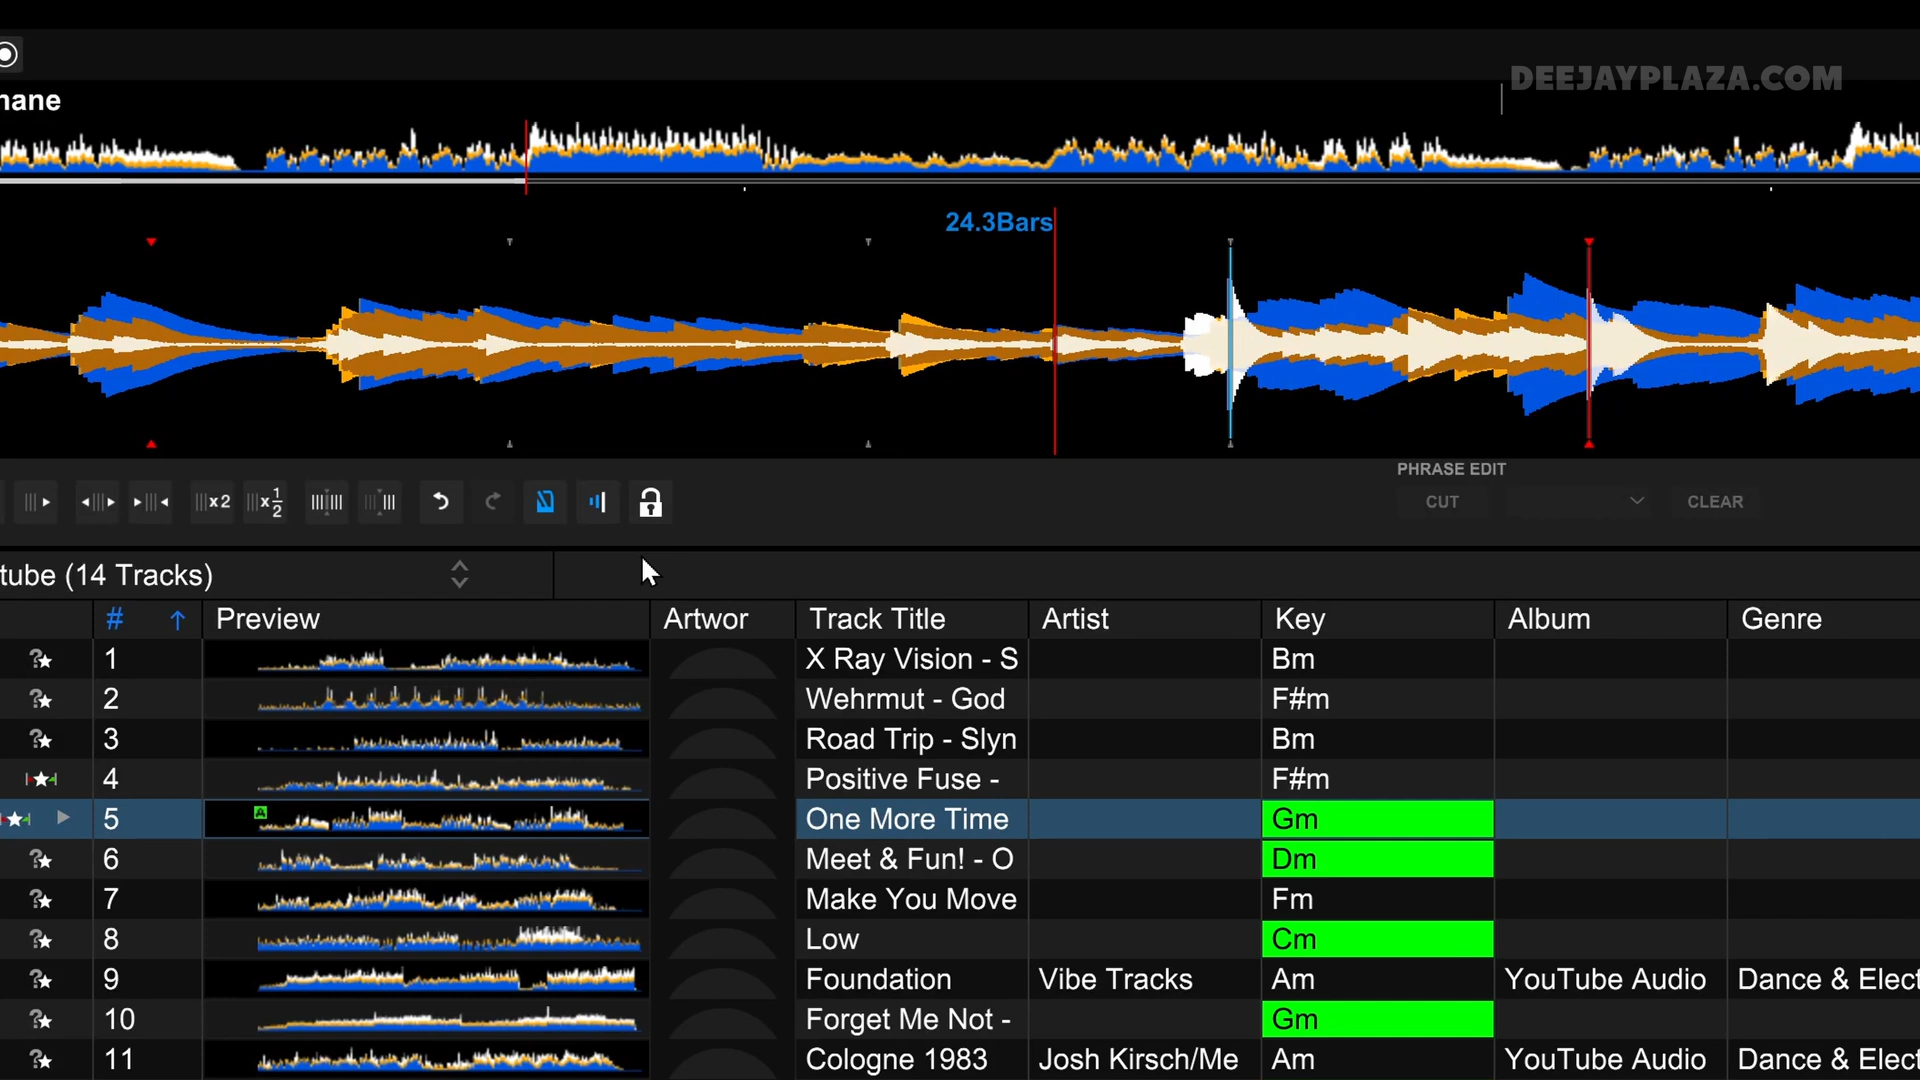 DEEJAYPLAZA.COM
hane
24.3Bars
PHRASE EDIT
x2 x1/2 CUT CLEAR
tube (14 Tracks)
# Preview Artwor Track Title Artist Key Album Genre
1 X Ray Vision - S Bm
2 Wehrmut - God F#m
3 Road Trip - Slyn Bm
4 Positive Fuse - F#m
A 5 One More Time Gm
6 Meet & Fun! - O Dm
7 Make You Move Fm
8 Low Cm
9 Foundation Vibe Tracks Am YouTube Audio Dance & Elect
10 Forget Me Not - Gm
11 Cologne 1983 Josh Kirsch/Me Am YouTube Audio Dance & Elect